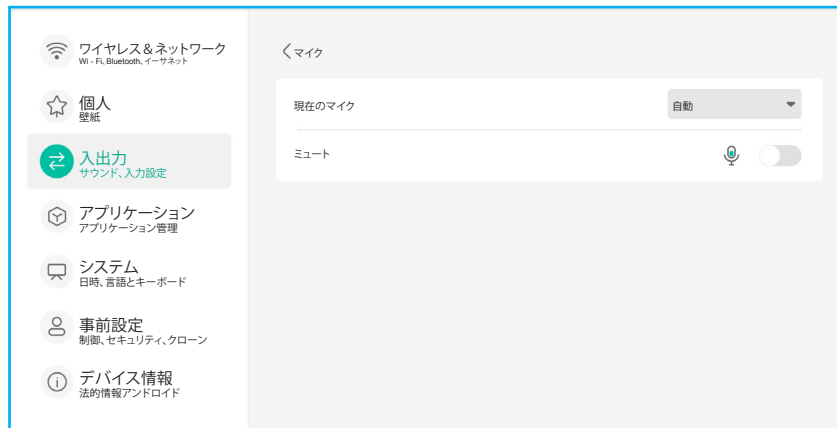 ワイヤレス＆ネットワーク
Wi - Fi、Bluetooth、イーサネット
個人
壁紙
入出力
サウンド、入力設定
アプリケーション
アプリケーション管理
システム
日時、言語とキーボード
事前設定
制御、セキュリティ、クローン
デバイス情報
法的情報アンドロイド
マイク
現在のマイク
自動
ミュート